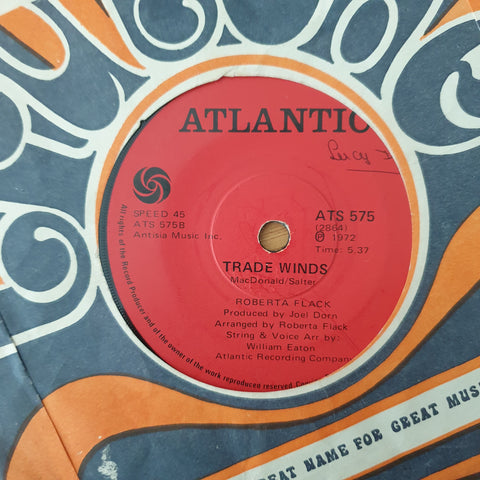 ATLANTIC
Lucy
SPEED 45
ATS 575B
Antisia Music Inc.
ATS 575
(2864)
Ⓟ 1972
Time: 5.37
TRADE WINDS
MacDonald/Salter
ROBERTA FLACK
Produced by Joel Dorn
Arranged by Roberta Flack
String & Voice Arr by:
William Eaton
Atlantic Recording Company
All rights of the Record Producer and of the owner of the work reproduced reserved.
EAT NAME FOR GREAT MUS